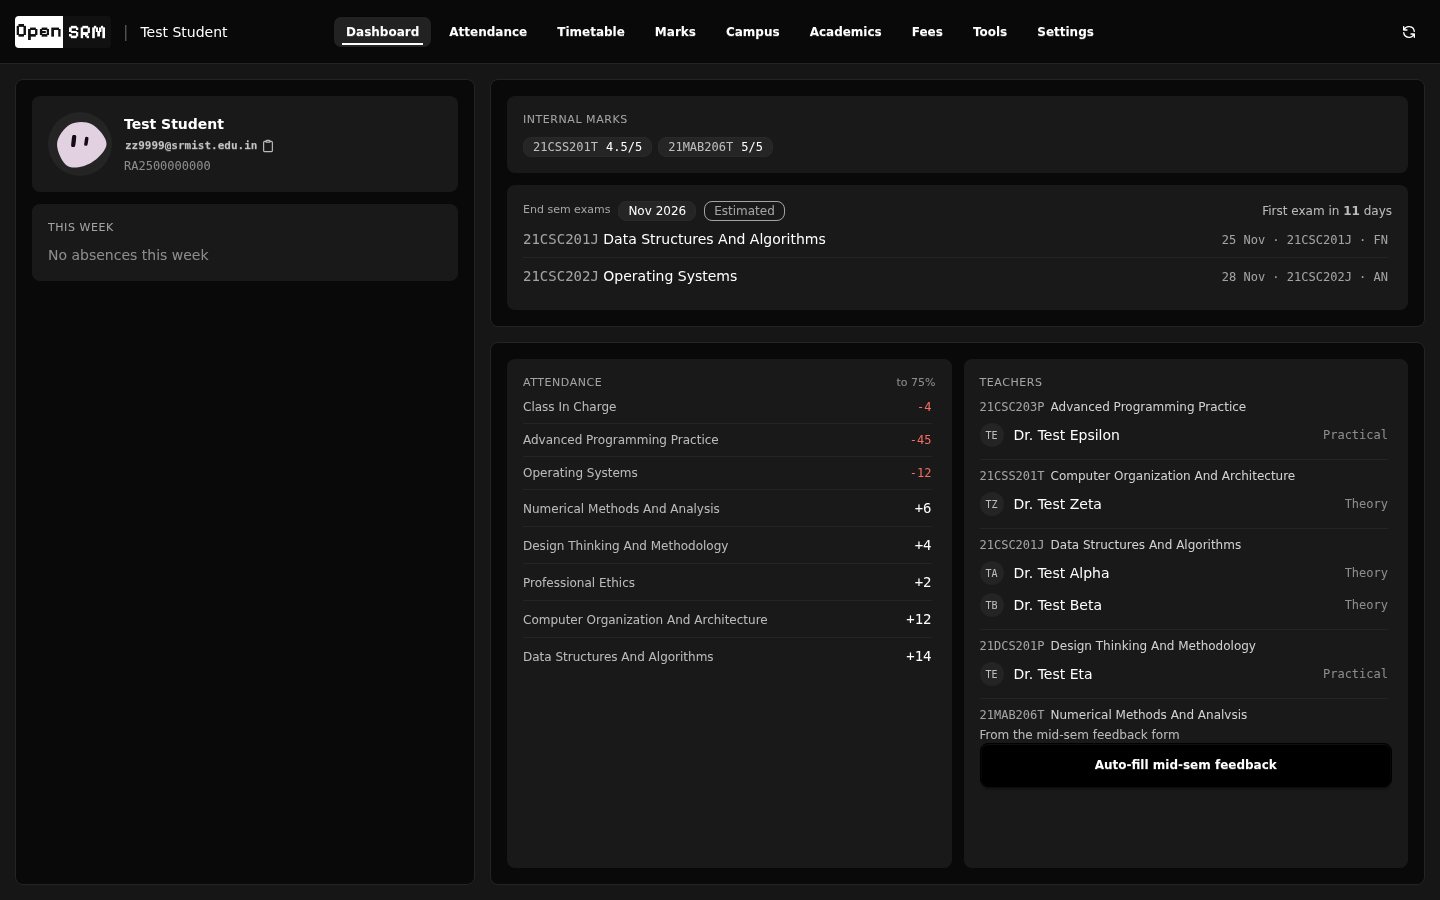 Open SRM | Test Student
Dashboard Attendance Timetable Marks Campus Academics Fees Tools Settings
Test Student
zz9999@srmist.edu.in
RA2500000000
THIS WEEK
No absences this week
INTERNAL MARKS
21CSS201T 4.5/5 21MAB206T 5/5
End sem exams Nov 2026 Estimated First exam in 11 days
21CSC201J Data Structures And Algorithms 25 Nov · 21CSC201J · FN
21CSC202J Operating Systems 28 Nov · 21CSC202J · AN
ATTENDANCE to 75%
Class In Charge -4
Advanced Programming Practice -45
Operating Systems -12
Numerical Methods And Analysis +6
Design Thinking And Methodology +4
Professional Ethics +2
Computer Organization And Architecture +12
Data Structures And Algorithms +14
TEACHERS
21CSC203P Advanced Programming Practice
TE Dr. Test Epsilon Practical
21CSS201T Computer Organization And Architecture
TZ Dr. Test Zeta Theory
21CSC201J Data Structures And Algorithms
TA Dr. Test Alpha Theory
TB Dr. Test Beta Theory
21DCS201P Design Thinking And Methodology
TE Dr. Test Eta Practical
21MAB206T Numerical Methods And Analysis
From the mid-sem feedback form
Auto-fill mid-sem feedback